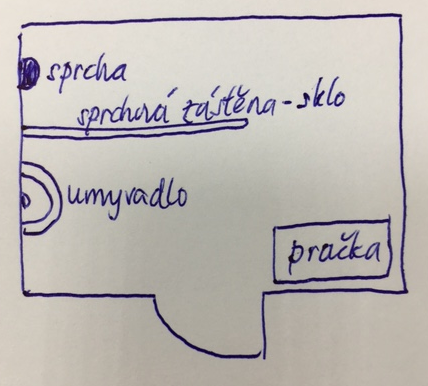 sprcha
sprchová zástěna - sklo
umyvadlo
pračka